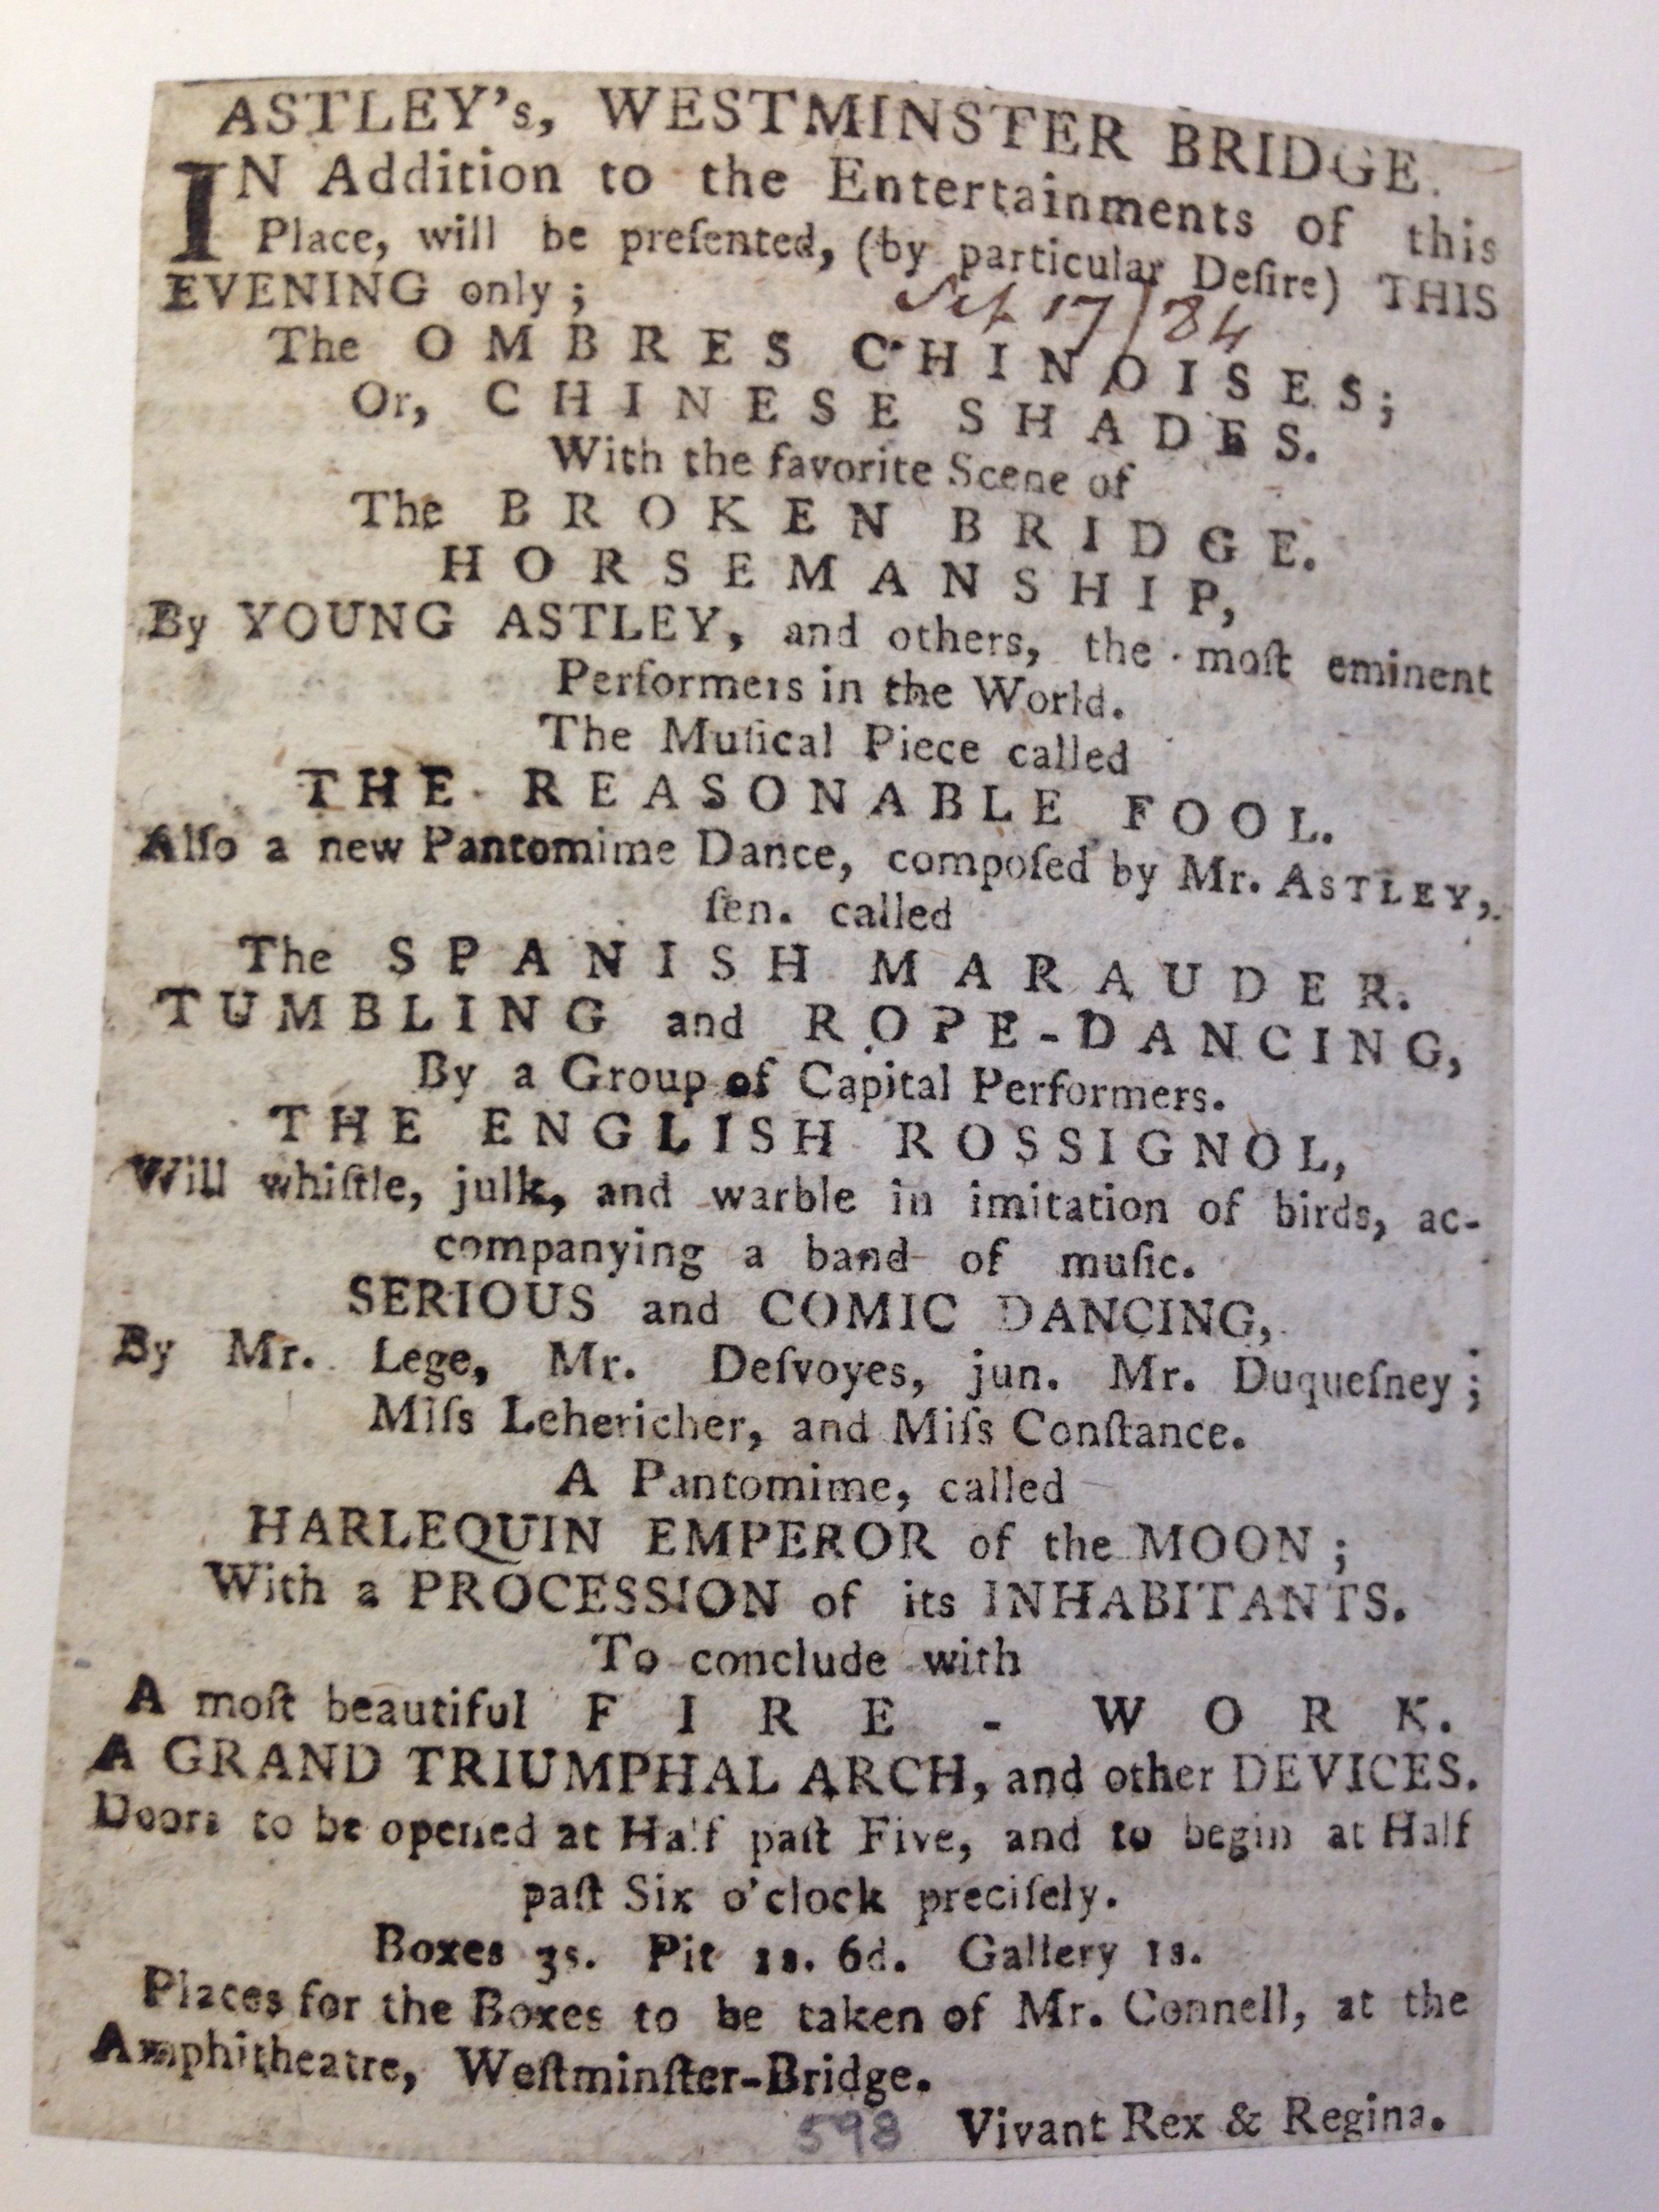 ASTLEY's, WESTMINSTER BRIDGE.
IN Addition to the Entertainments of this
Place, will be preſented, (by particular Deſire) THIS
EVENING only;
Sep 17/84
The OMBRES CHINOISES;
Or, CHINESE SHADES.
With the favorite Scene of
The BROKEN BRIDGE.
HORSEMANSHIP,
By YOUNG ASTLEY, and others, the moſt eminent
Performers in the World.
The Muſical Piece called
THE REASONABLE FOOL.
Alſo a new Pantomime Dance, compoſed by Mr. ASTLEY,
ſen. called
The SPANISH MARAUDER.
TUMBLING and ROPE-DANCING,
By a Group of Capital Performers.
THE ENGLISH ROSSIGNOL,
Will whiſtle, julk, and warble in imitation of birds, ac-
companying a band of muſic.
SERIOUS and COMIC DANCING,
By Mr. Lege, Mr. Deſvoyes, jun. Mr. Duqueſney;
Miſs Lehericher, and Miſs Conſtance.
A Pantomime, called
HARLEQUIN EMPEROR of the MOON;
With a PROCESSION of its INHABITANTS.
To conclude with
A moſt beautiful FIRE-WORK.
A GRAND TRIUMPHAL ARCH, and other DEVICES.
Doors to be opened at Half paſt Five, and to begin at Half
paſt Six o'clock preciſely.
Boxes 3s. Pit 1s. 6d. Gallery 1s.
Places for the Boxes to be taken of Mr. Connell, at the
Amphitheatre, Weſtminſter-Bridge.
598 Vivant Rex & Regina.